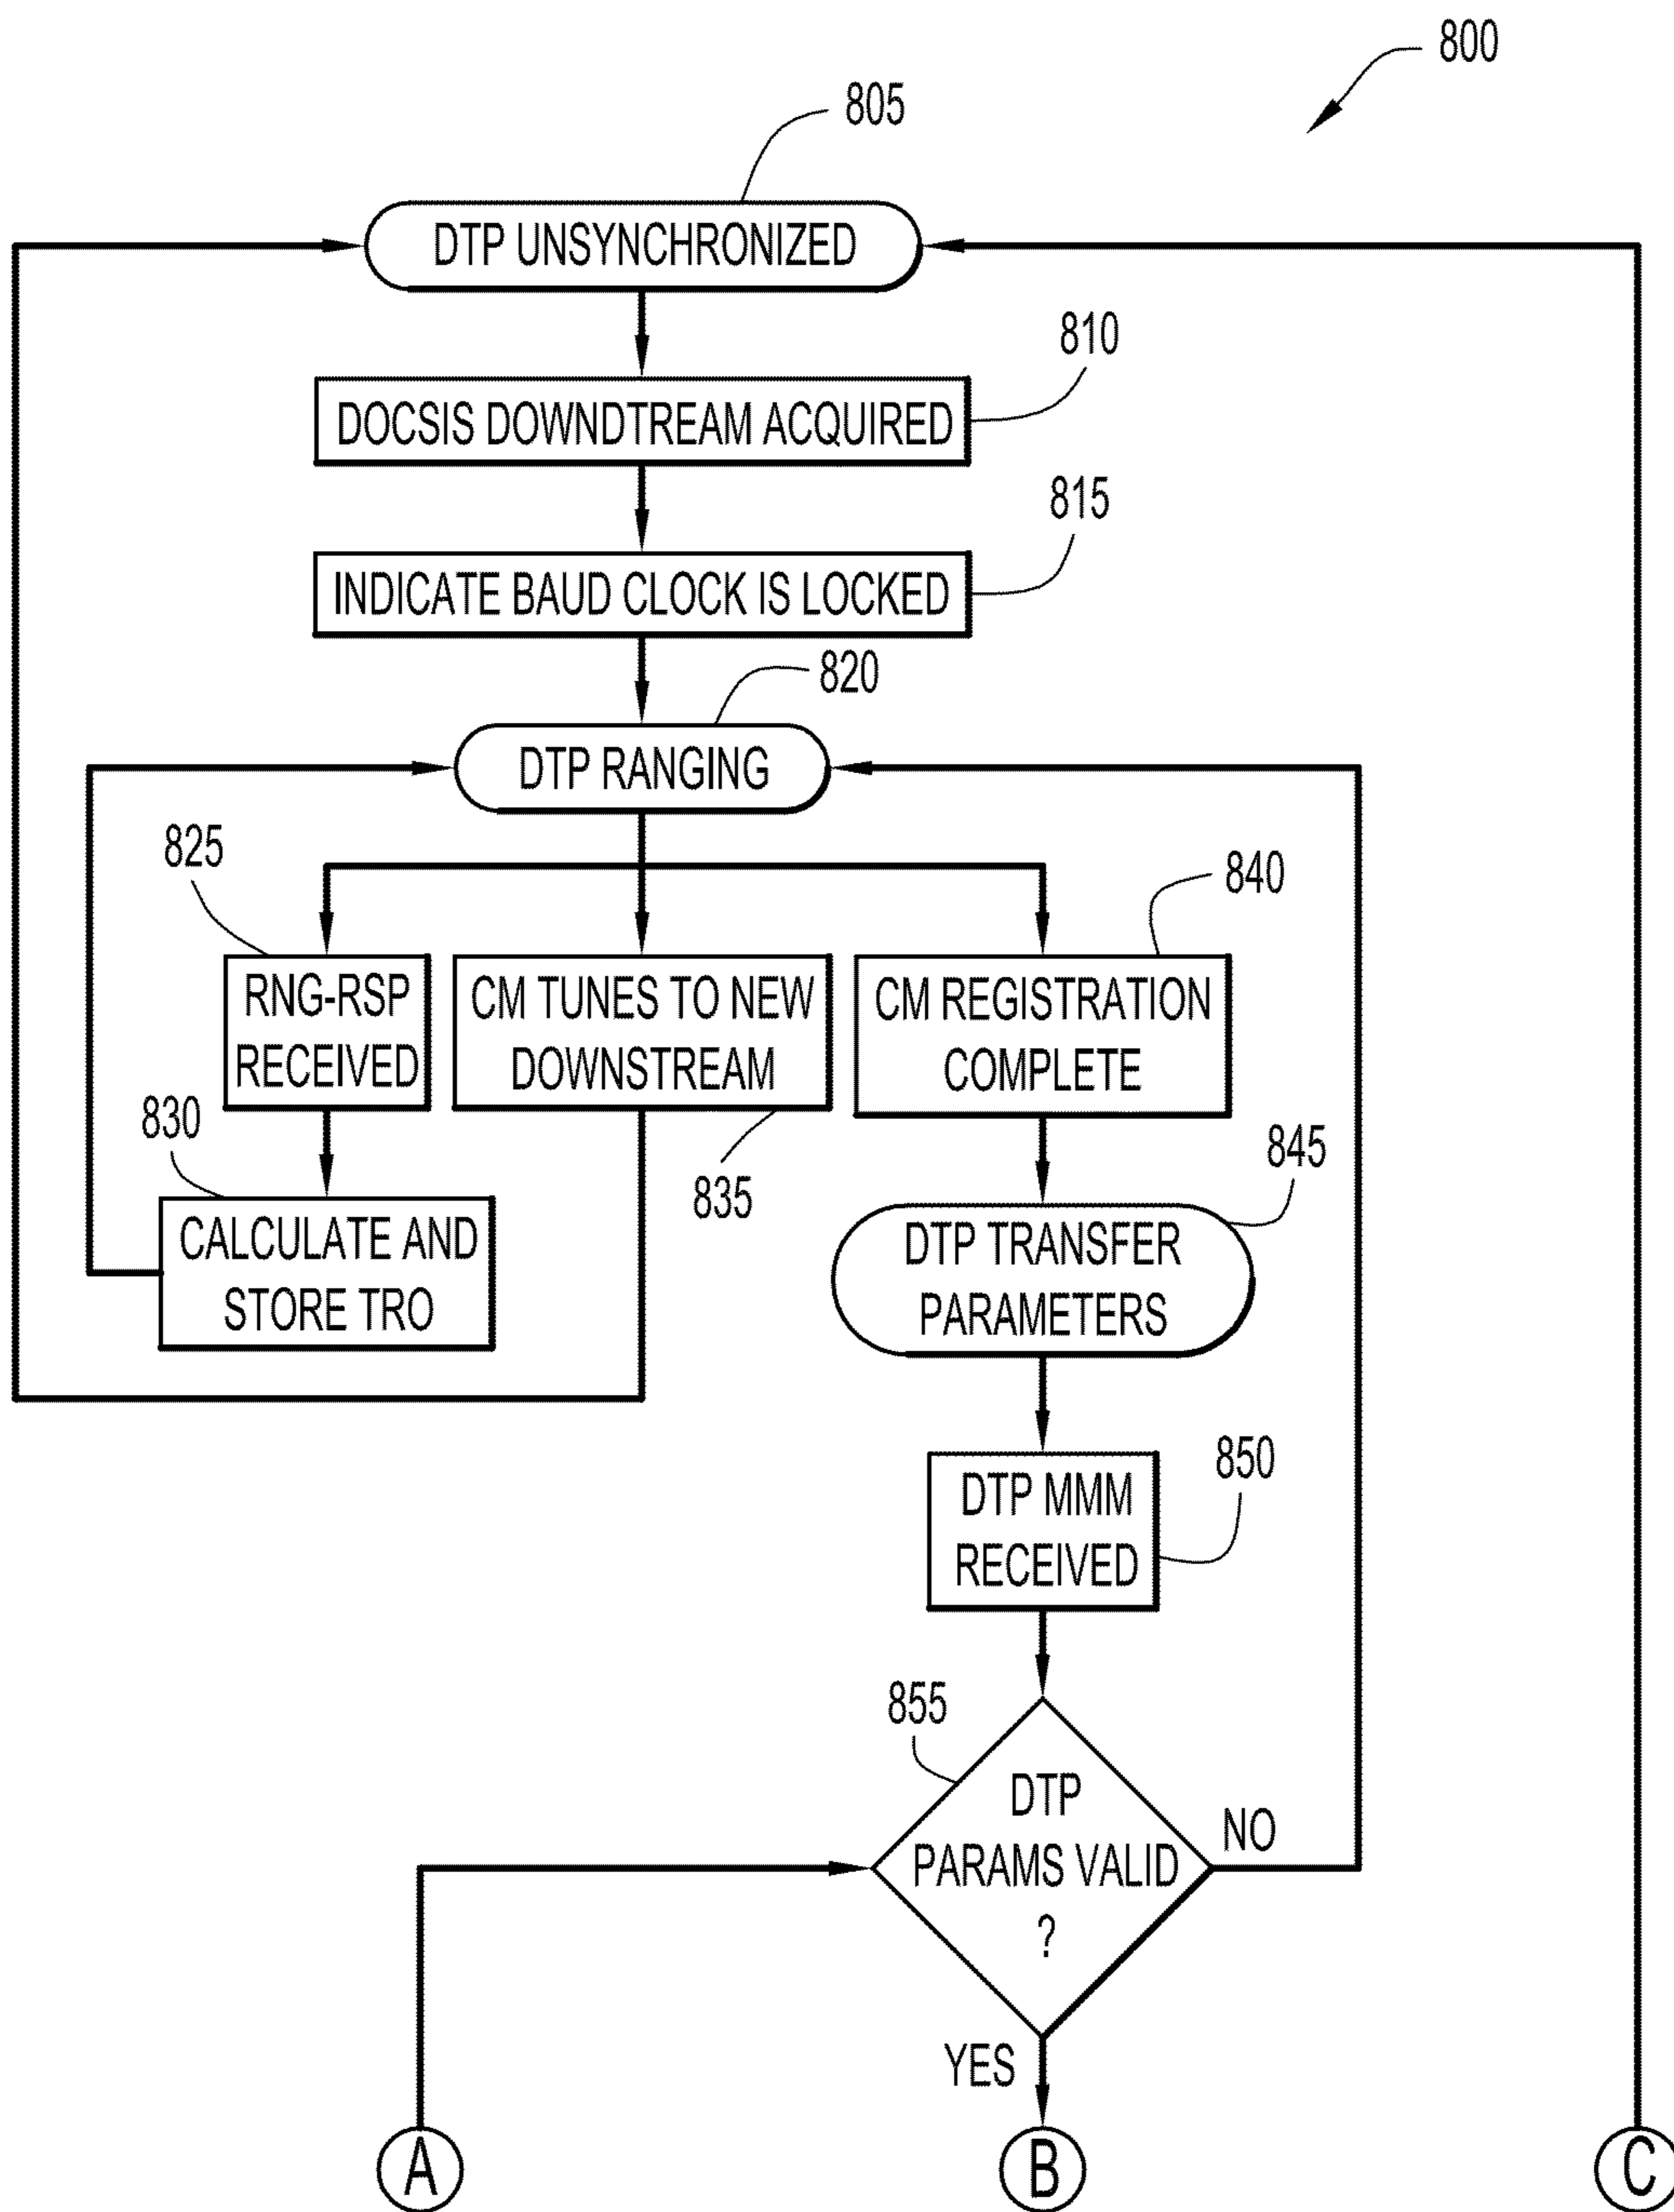 800
805
DTP UNSYNCHRONIZED
810
DOCSIS DOWNDTREAM ACQUIRED
815
INDICATE BAUD CLOCK IS LOCKED
820
DTP RANGING
825
RNG-RSP
RECEIVED
CM TUNES TO NEW
DOWNSTREAM
835
840
CM REGISTRATION
COMPLETE
830
CALCULATE AND
STORE TRO
845
DTP TRANSFER
PARAMETERS
850
DTP MMM
RECEIVED
855
DTP
PARAMS VALID
?
NO
YES
A
B
C